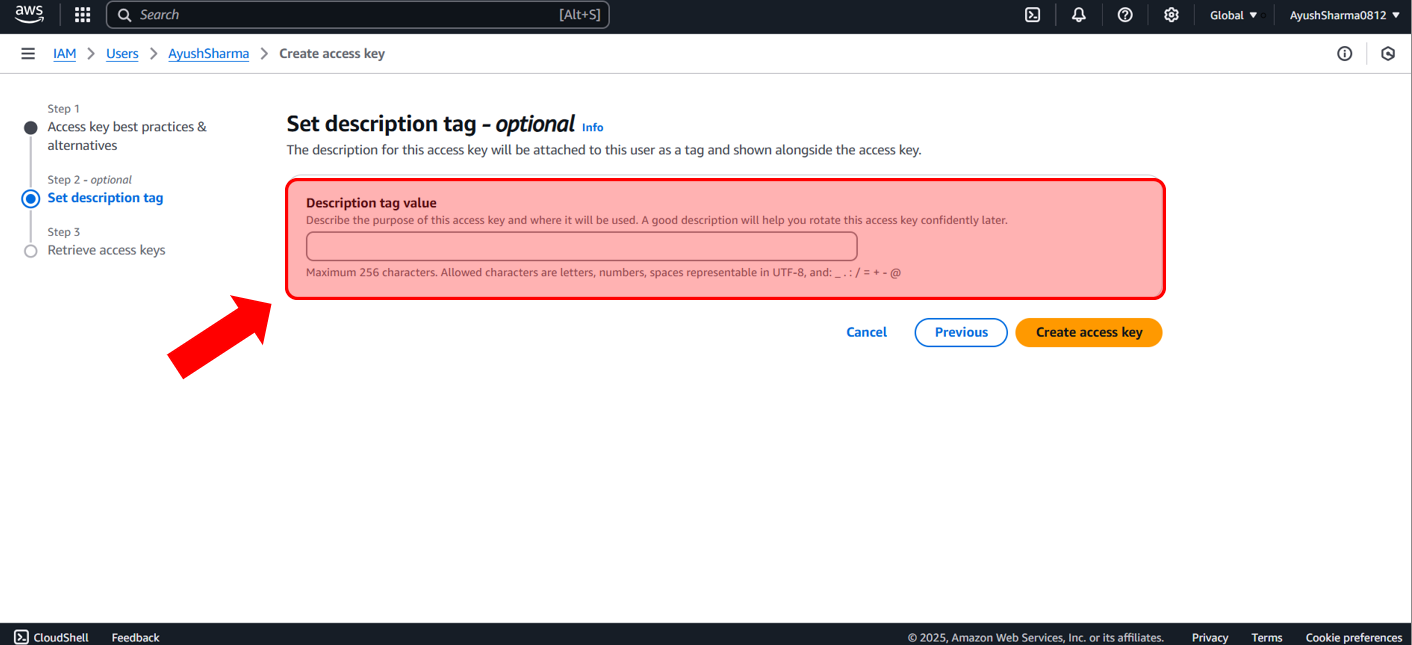 aws
Search [Alt+S] Global AyushSharma0812
IAM Users AyushSharma Create access key
Step 1
Access key best practices &
alternatives
Step 2 - optional
Set description tag
Step 3
Retrieve access keys
Set description tag - optional Info
The description for this access key will be attached to this user as a tag and shown alongside the access key.
Description tag value
Describe the purpose of this access key and where it will be used. A good description will help you rotate this access key confidently later.
Maximum 256 characters. Allowed characters are letters, numbers, spaces representable in UTF-8, and: _ . : / = + - @
Cancel Previous Create access key
CloudShell Feedback © 2025, Amazon Web Services, Inc. or its affiliates. Privacy Terms Cookie preferences